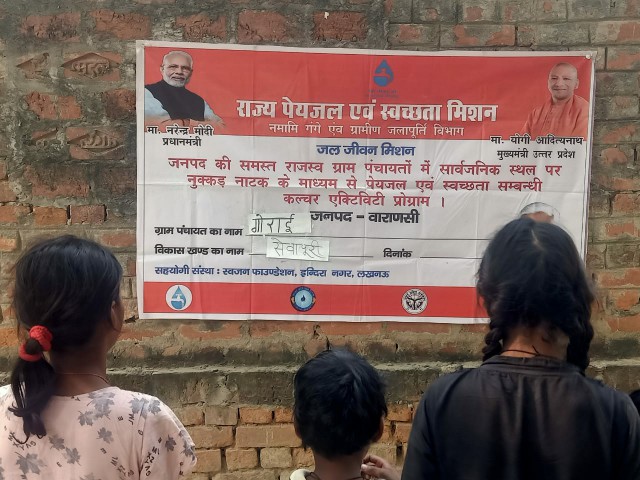 राज्य पेयजल एवं स्वच्छता मिशन
नमामि गंगे एवं ग्रामीण जलापूर्ति विभाग
मा. नरेन्द्र मोदी
प्रधानमंत्री
मा. योगी आदित्यनाथ
मुख्यमंत्री उत्तर प्रदेश
जल जीवन मिशन
जनपद की समस्त राजस्व ग्राम पंचायतों में सार्वजनिक स्थल पर
नुक्कड़ नाटक के माध्यम से पेयजल एवं स्वच्छता सम्बन्धी
कल्चर एक्टिविटी प्रोग्राम ।
जनपद - वाराणसी
ग्राम पंचायत का नाम गोराई
विकास खण्ड का नाम सेवापुरी दिनांक
सहयोगी संस्था : स्वजन फाउण्डेशन, इन्दिरा नगर, लखनऊ